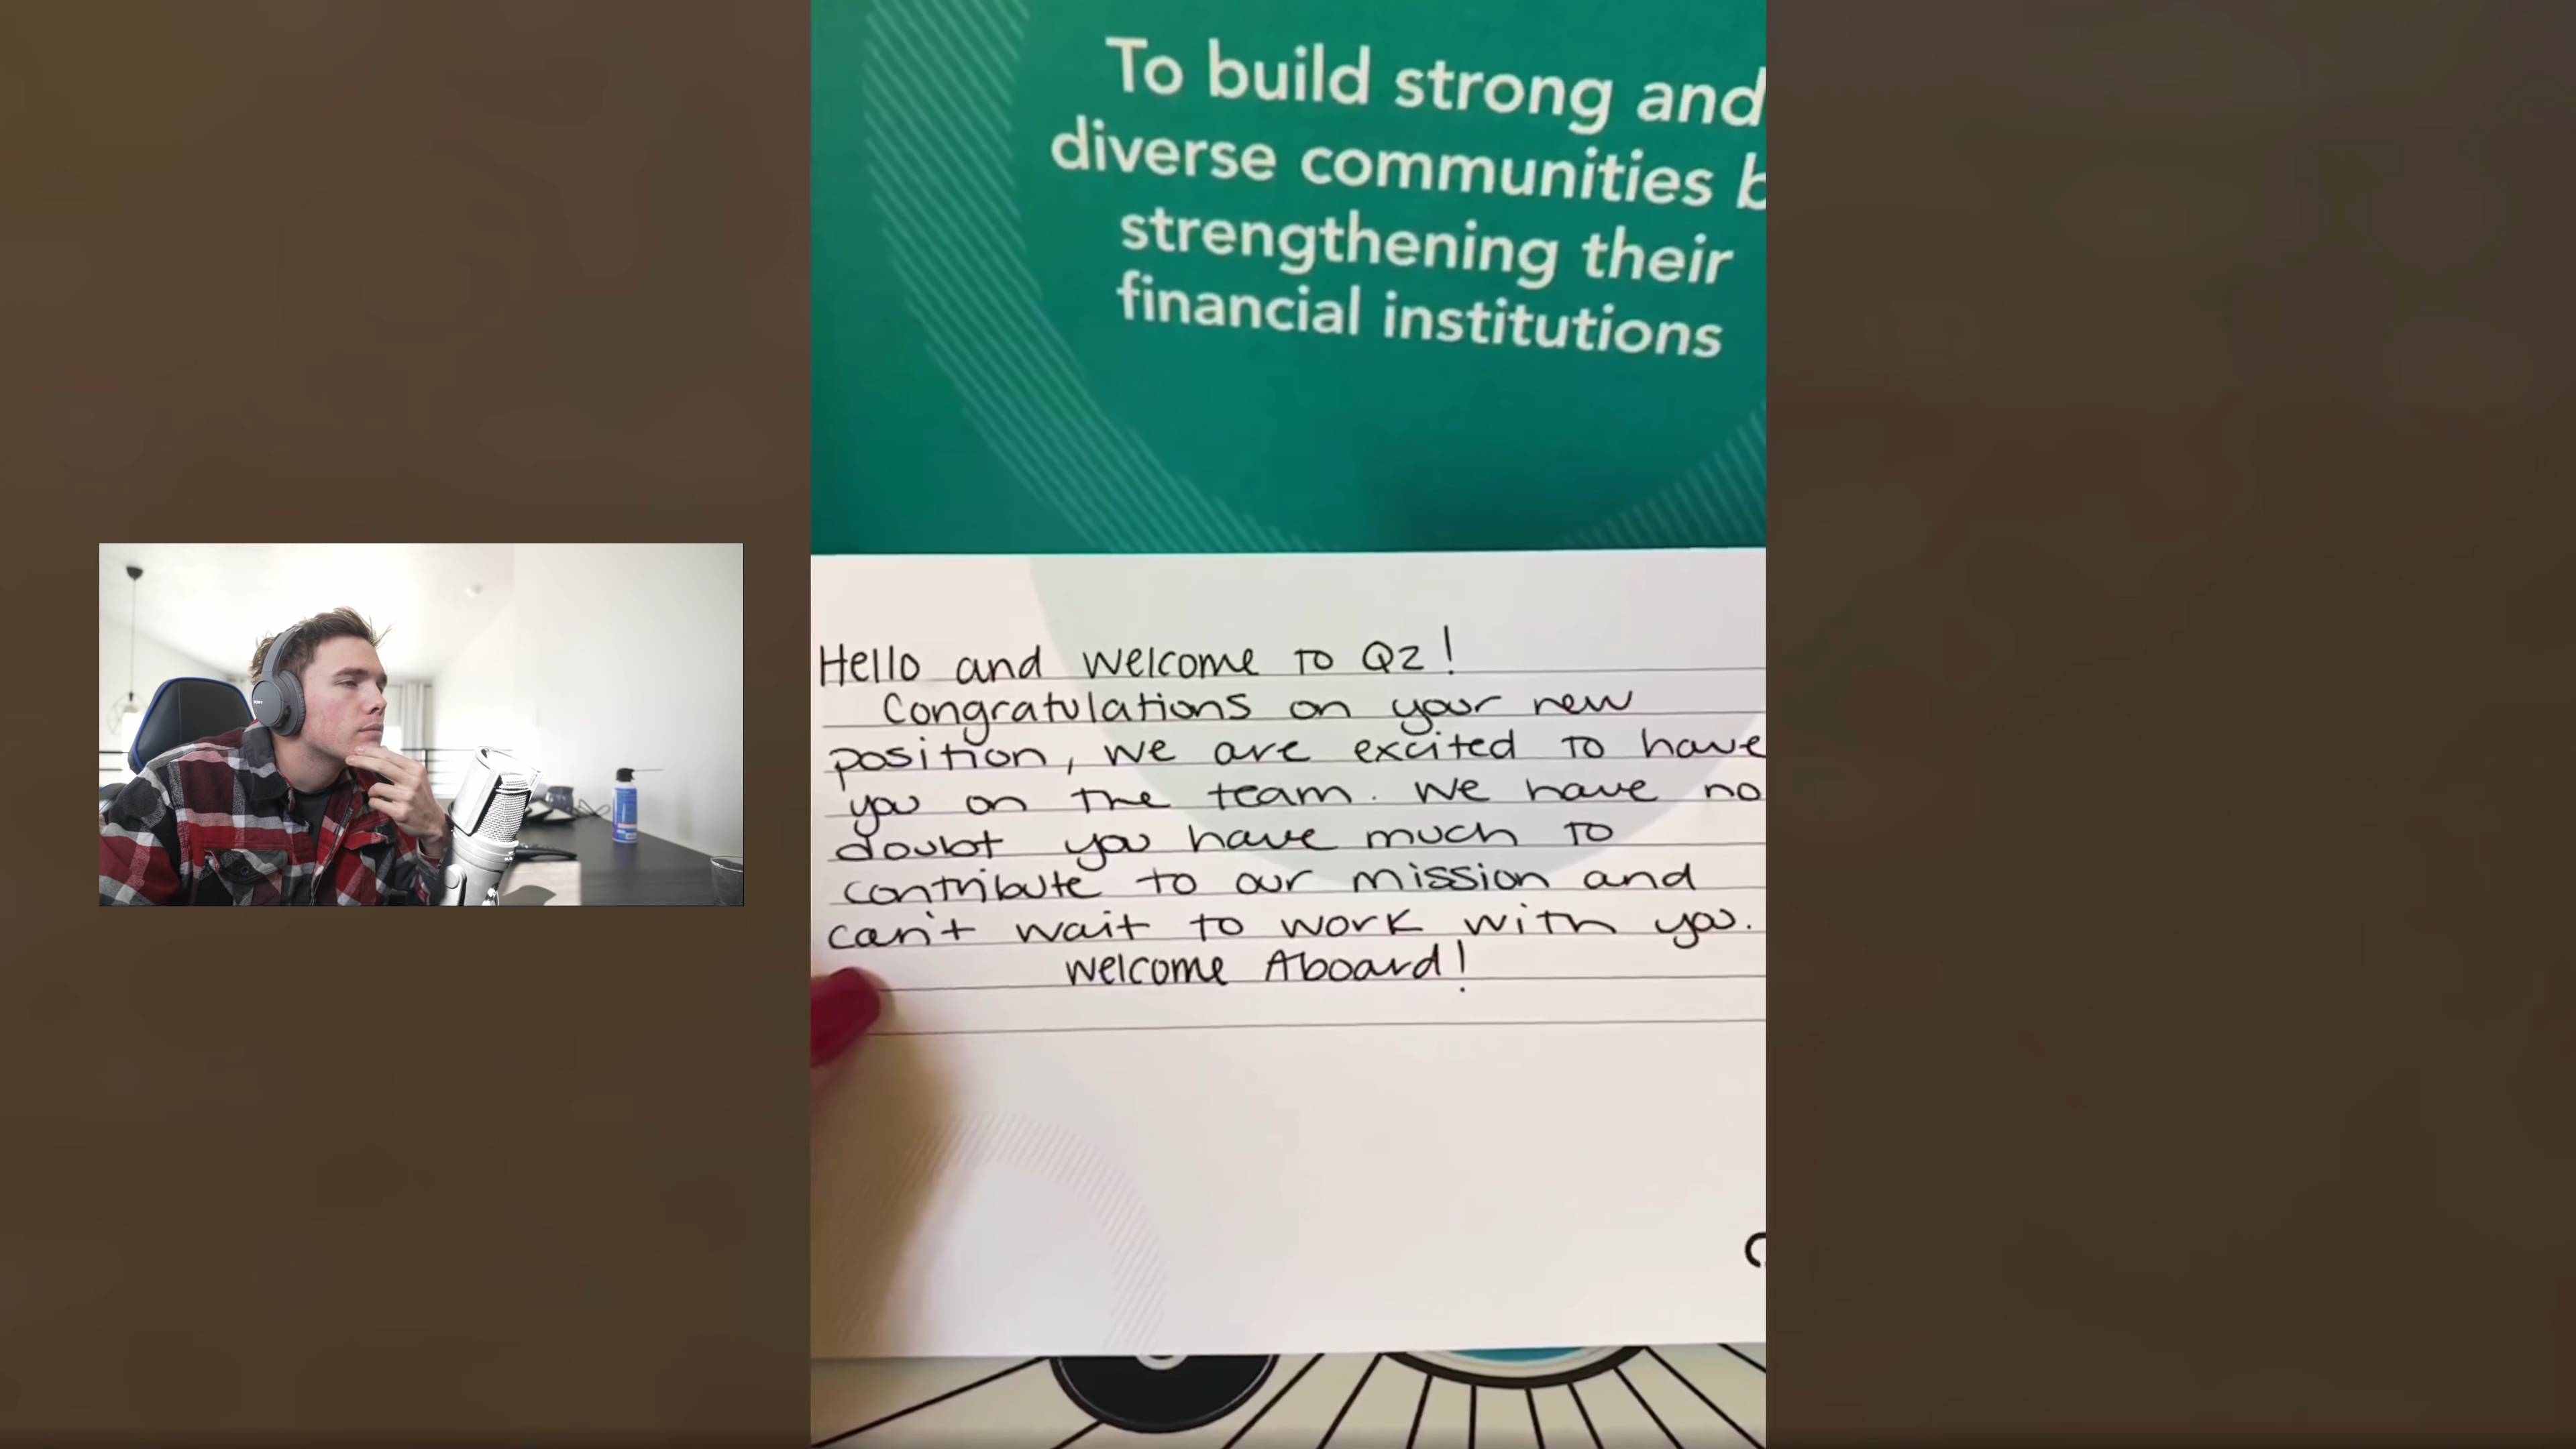 To build strong and
diverse communities b
strengthening their
financial institutions
Hello and welcome to Q2!
Congratulations on your new
position, we are excited to have
you on the team. We have no
doubt you have much to
contribute to our mission and
can't wait to work with you.
Welcome Aboard!